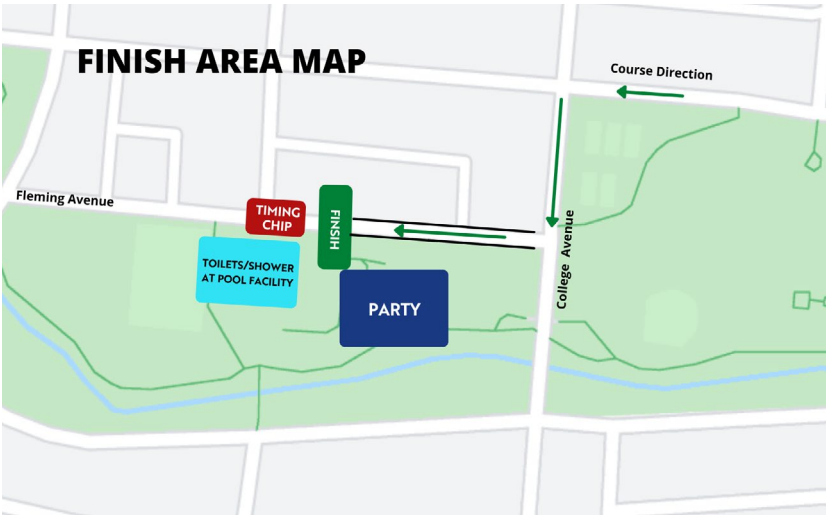 FINISH AREA MAP
Course Direction
Fleming Avenue
TIMING
CHIP
FINSIH
TOILETS/SHOWER
AT POOL FACILITY
PARTY
College Avenue